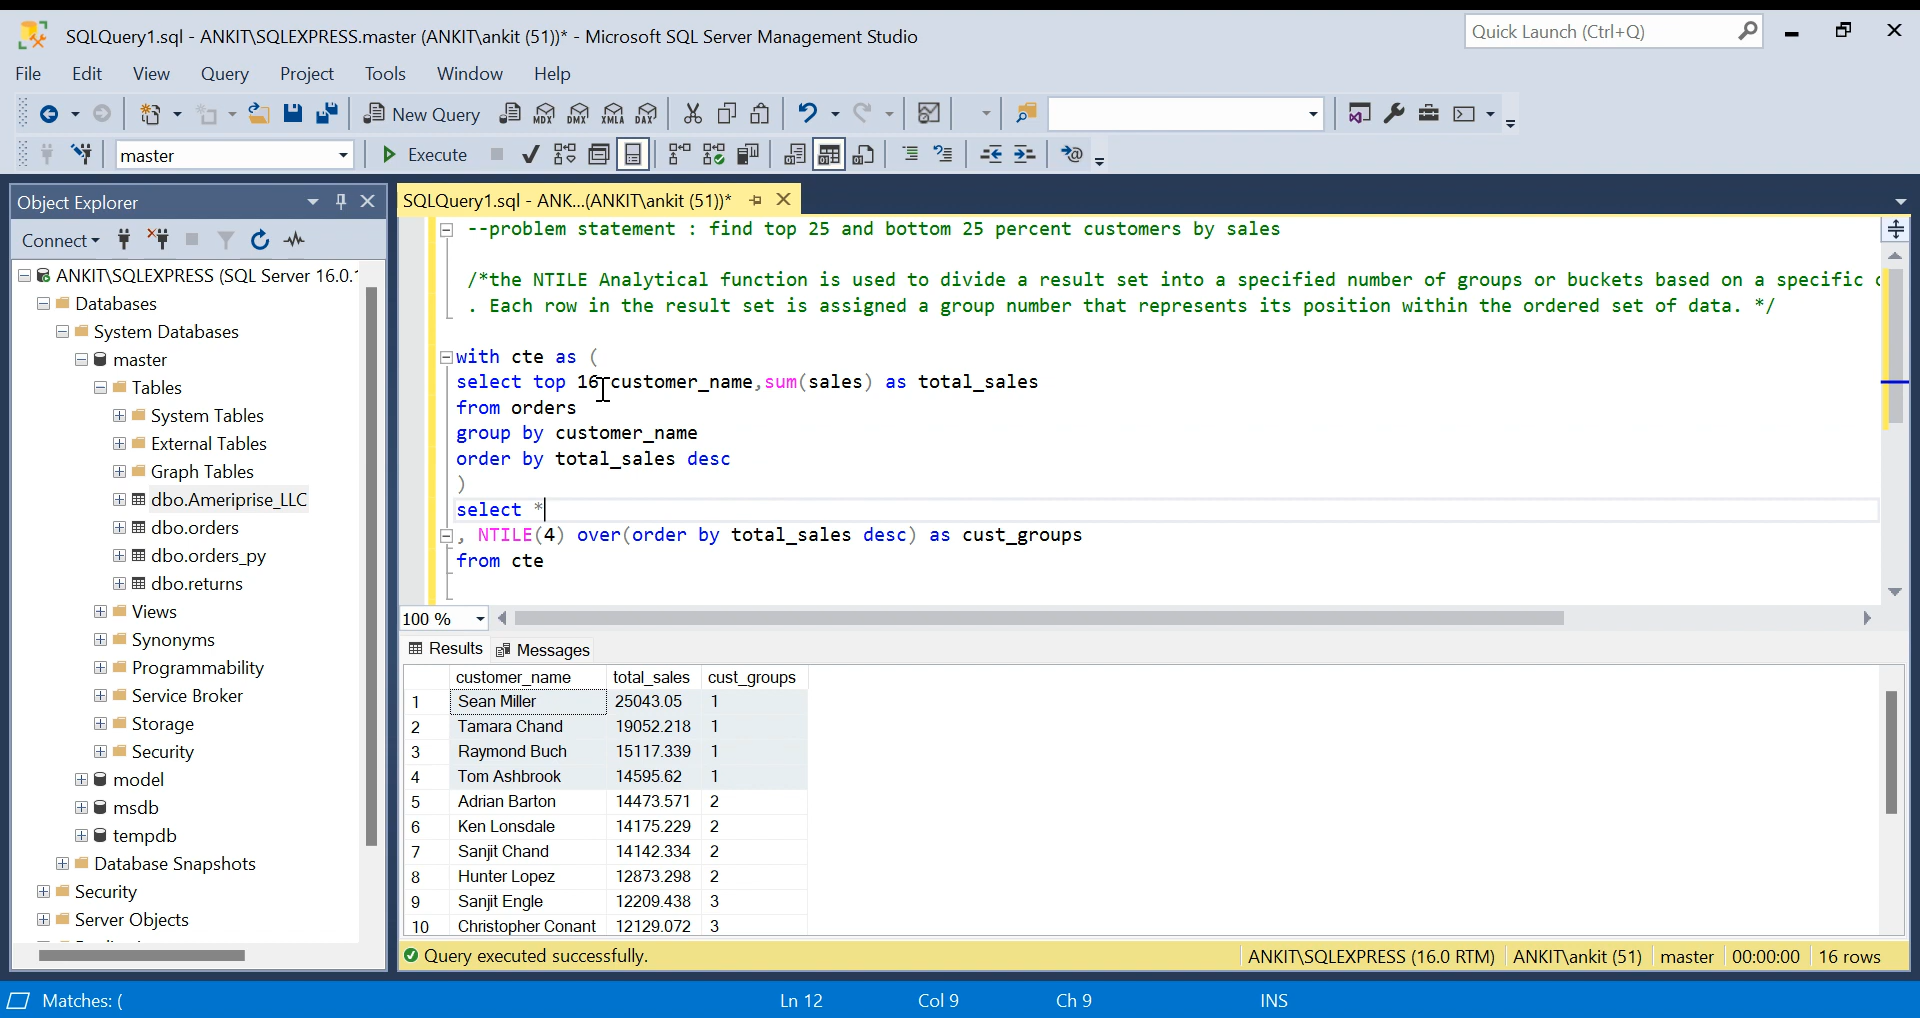 SQLQuery1.sql - ANKIT\SQLEXPRESS.master (ANKIT\ankit (51))* - Microsoft SQL Server Management Studio
Quick Launch (Ctrl+Q)
File Edit View Query Project Tools Window Help
New Query MDX DMX XMLA DAX
master Execute
Object Explorer
Connect
ANKIT\SQLEXPRESS (SQL Server 16.0.
Databases
System Databases
master
Tables
System Tables
External Tables
Graph Tables
dbo.Ameriprise_LLC
dbo.orders
dbo.orders_py
dbo.returns
Views
Synonyms
Programmability
Service Broker
Storage
Security
model
msdb
tempdb
Database Snapshots
Security
Server Objects
SQLQuery1.sql - ANK...(ANKIT\ankit (51))*
--problem statement : find top 25 and bottom 25 percent customers by sales
/*the NTILE Analytical function is used to divide a result set into a specified number of groups or buckets based on a specific
. Each row in the result set is assigned a group number that represents its position within the ordered set of data. */
with cte as (
select top 16 customer_name,sum(sales) as total_sales
from orders
group by customer_name
order by total_sales desc
)
select *
, NTILE(4) over(order by total_sales desc) as cust_groups
from cte
100 %
Results Messages
customer_name total_sales cust_groups
1 Sean Miller 25043.05 1
2 Tamara Chand 19052.218 1
3 Raymond Buch 15117.339 1
4 Tom Ashbrook 14595.62 1
5 Adrian Barton 14473.571 2
6 Ken Lonsdale 14175.229 2
7 Sanjit Chand 14142.334 2
8 Hunter Lopez 12873.298 2
9 Sanjit Engle 12209.438 3
10 Christopher Conant 12129.072 3
Query executed successfully. ANKIT\SQLEXPRESS (16.0 RTM) ANKIT\ankit (51) master 00:00:00 16 rows
Matches: ( Ln 12 Col 9 Ch 9 INS